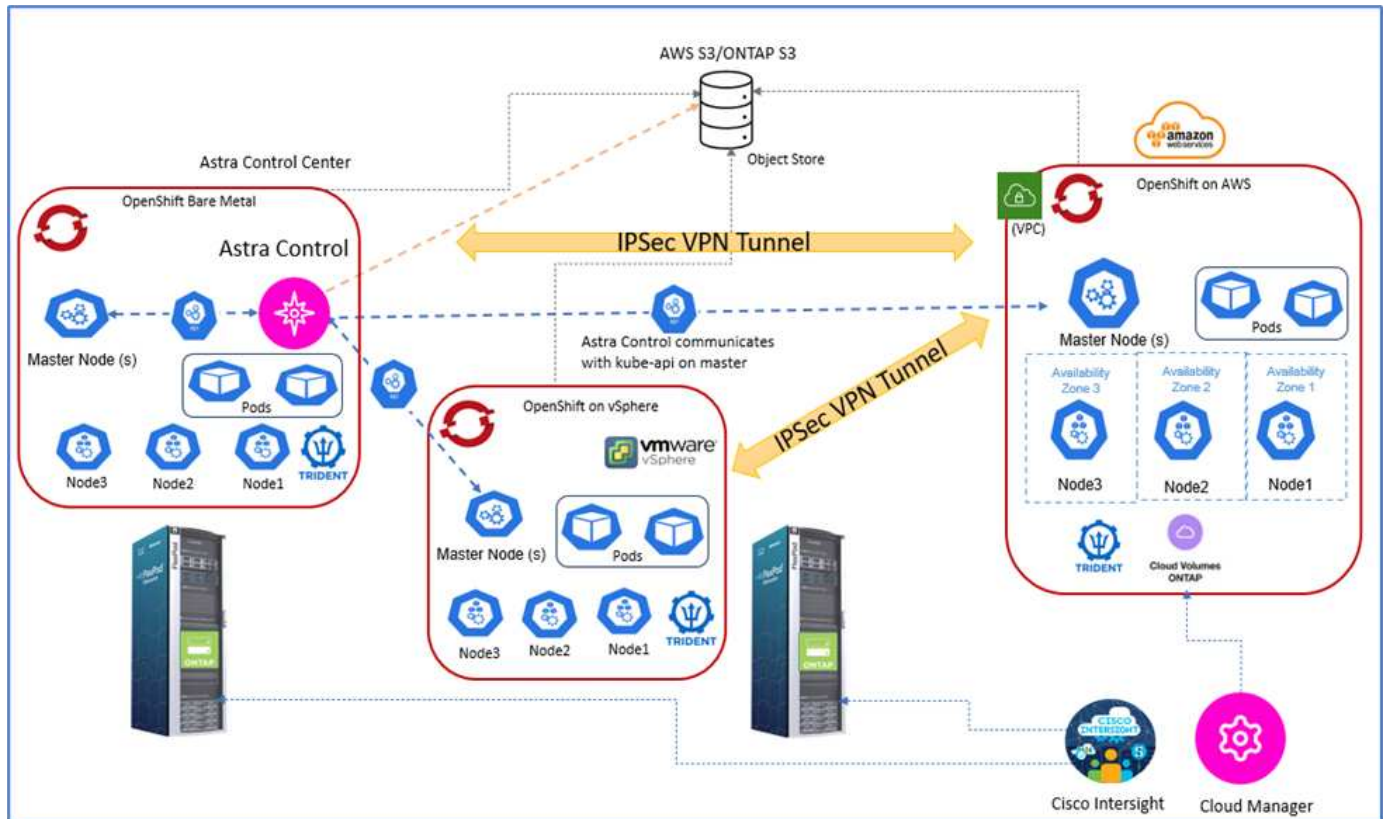 AWS S3/ONTAP S3
Object Store
Astra Control Center
amazon
webservices
OpenShift Bare Metal
Astra Control
Master Node (s)
Pods
Node3
Node2
Node1
TRIDENT
IPSec VPN Tunnel
Astra Control communicates
with kube-api on master
IPSec VPN Tunnel
OpenShift on vSphere
vmware
vSphere
Master Node (s)
Pods
Node3
Node2
Node1
TRIDENT
(VPC)
OpenShift on AWS
Master Node (s)
Pods
Availability
Zone 3
Availability
Zone 2
Availability
Zone 1
Node3
Node2
Node1
TRIDENT
Cloud Volumes
ONTAP
FlexPod
ONTAP
FlexPod
ONTAP
CISCO
INTERSIGHT
Cisco Intersight
Cloud Manager